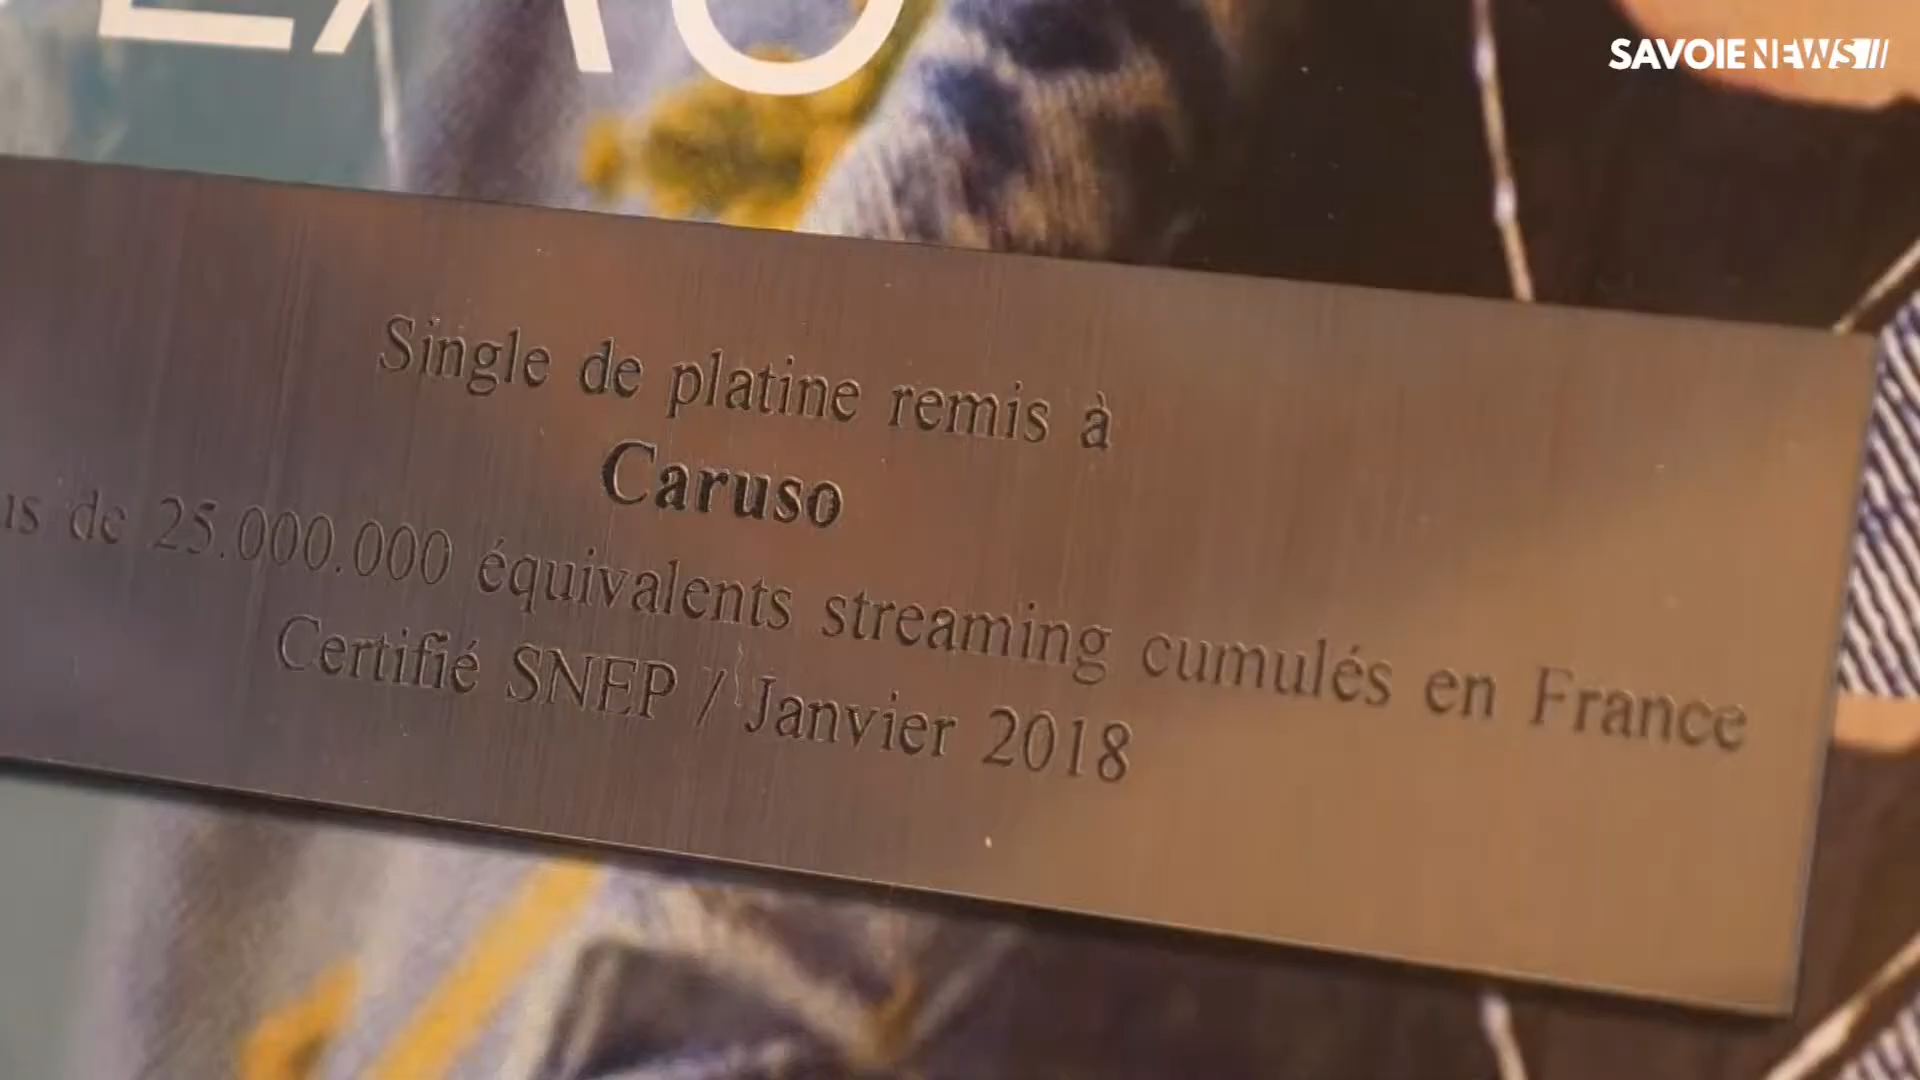 SAVOIE NEWS
Single de platine remis à
Caruso
de 25.000.000 équivalents streaming cumulés en France
Certifié SNEP / Janvier 2018